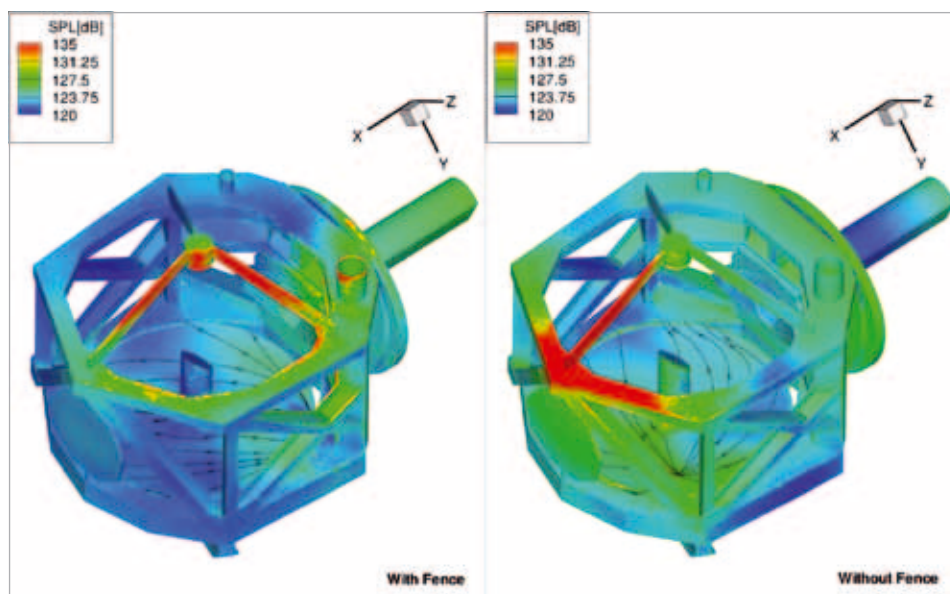 SPL[dB]
135
131.25
127.5
123.75
120
Z
X
Y
With Fence
SPL[dB]
135
131.25
127.5
123.75
120
Z
X
Y
Without Fence